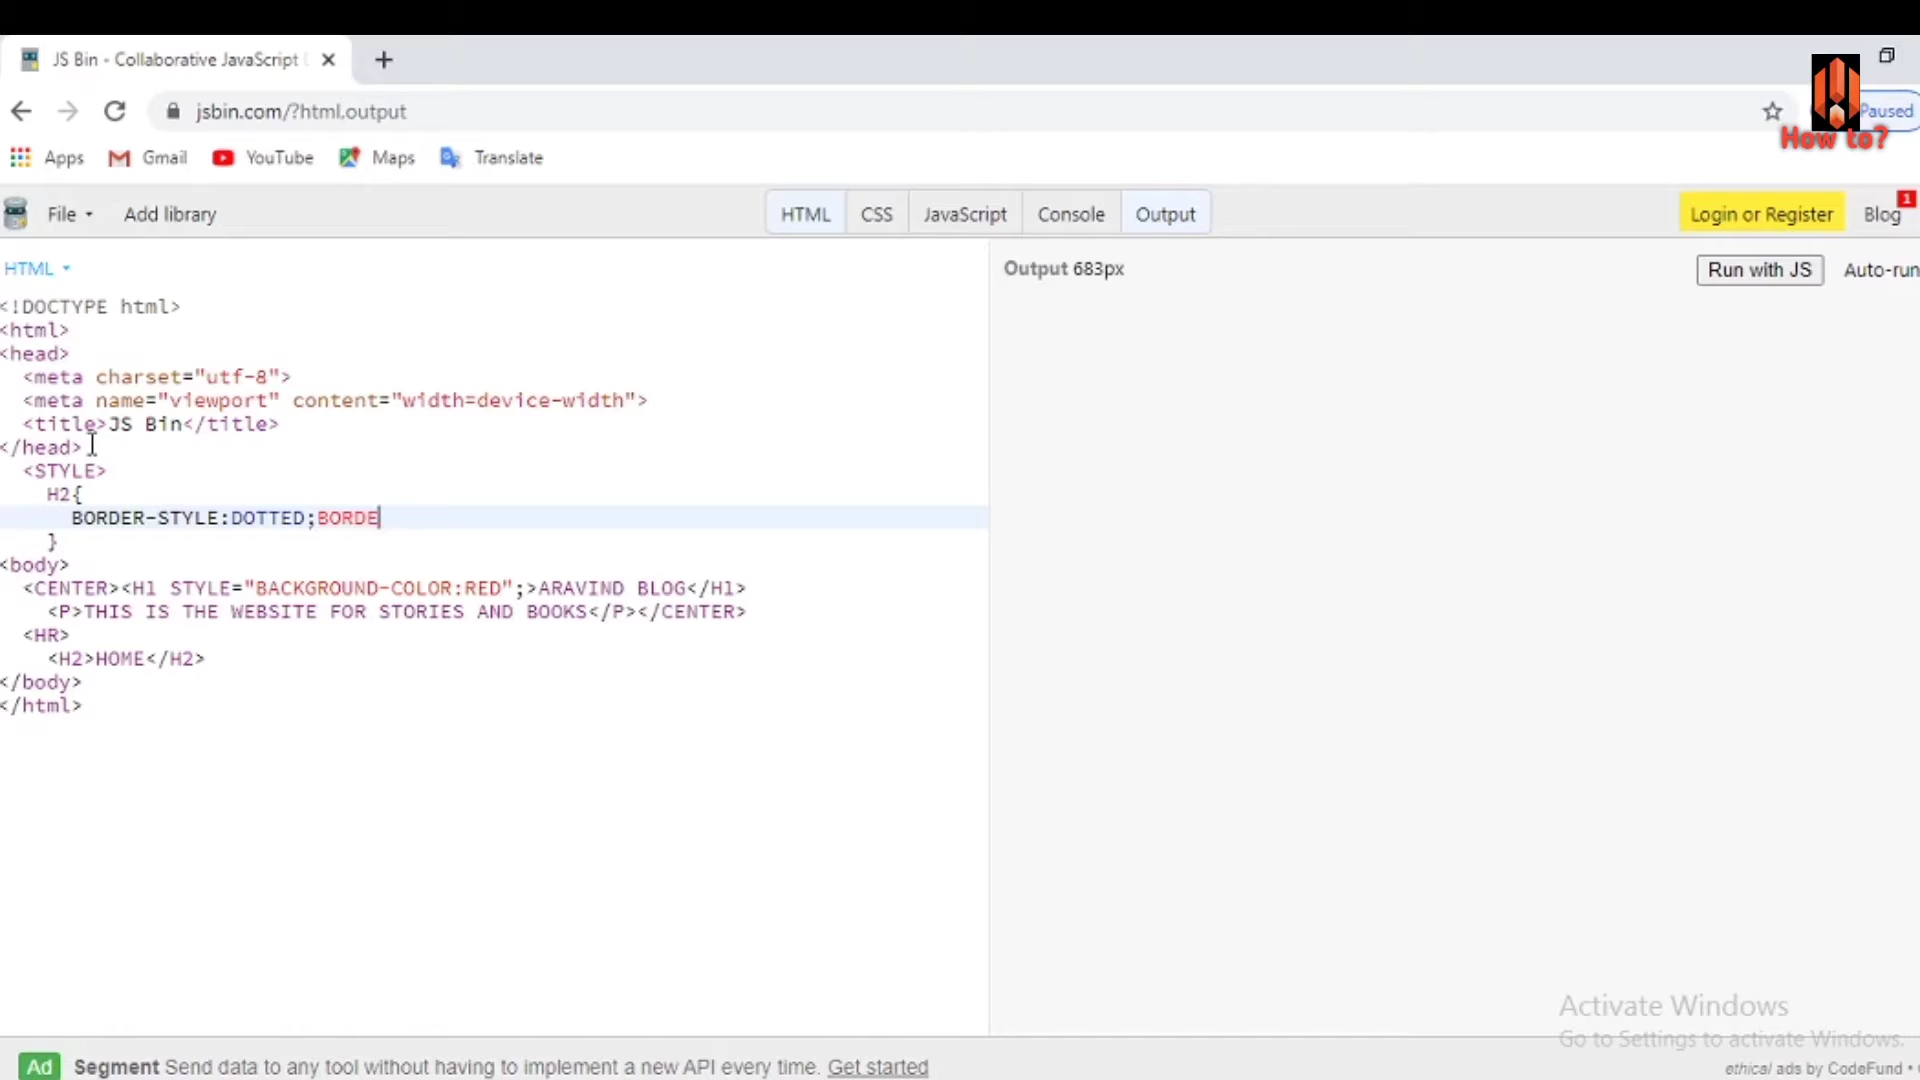 JS Bin - Collaborative JavaScript
jsbin.com/?html.output
Paused
How to?
Apps Gmail YouTube Maps Translate
File Add library HTML CSS JavaScript Console Output Login or Register Blog 1
HTML
Output 683px Run with JS Auto-run
<!DOCTYPE html>
<html>
<head>
<meta charset="utf-8">
<meta name="viewport" content="width=device-width">
<title>JS Bin</title>
</head>
<STYLE>
H2{
BORDER-STYLE:DOTTED;BORDE
}
<body>
<CENTER><H1 STYLE="BACKGROUND-COLOR:RED";>ARAVIND BLOG</H1>
<P>THIS IS THE WEBSITE FOR STORIES AND BOOKS</P></CENTER>
<HR>
<H2>HOME</H2>
</body>
</html>
Activate Windows
Go to Settings to activate Windows.
Ad Segment Send data to any tool without having to implement a new API every time. Get started
ethical ads by CodeFund •